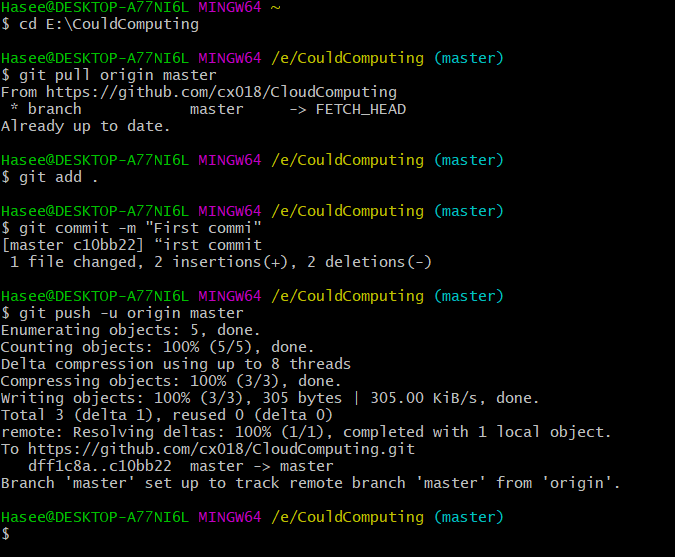 Hasee@DESKTOP-A77NI6L MINGW64 ~
$ cd E:\CouldComputing
Hasee@DESKTOP-A77NI6L MINGW64 /e/CouldComputing (master)
$ git pull origin master
From https://github.com/cx018/CloudComputing
 * branch            master     -> FETCH_HEAD
Already up to date.
Hasee@DESKTOP-A77NI6L MINGW64 /e/CouldComputing (master)
$ git add .
Hasee@DESKTOP-A77NI6L MINGW64 /e/CouldComputing (master)
$ git commit -m "First commi"
[master c10bb22] “irst commit
 1 file changed, 2 insertions(+), 2 deletions(-)
Hasee@DESKTOP-A77NI6L MINGW64 /e/CouldComputing (master)
$ git push -u origin master
Enumerating objects: 5, done.
Counting objects: 100% (5/5), done.
Delta compression using up to 8 threads
Compressing objects: 100% (3/3), done.
Writing objects: 100% (3/3), 305 bytes | 305.00 KiB/s, done.
Total 3 (delta 1), reused 0 (delta 0)
remote: Resolving deltas: 100% (1/1), completed with 1 local object.
To https://github.com/cx018/CloudComputing.git
   dff1c8a..c10bb22  master -> master
Branch 'master' set up to track remote branch 'master' from 'origin'.
Hasee@DESKTOP-A77NI6L MINGW64 /e/CouldComputing (master)
$